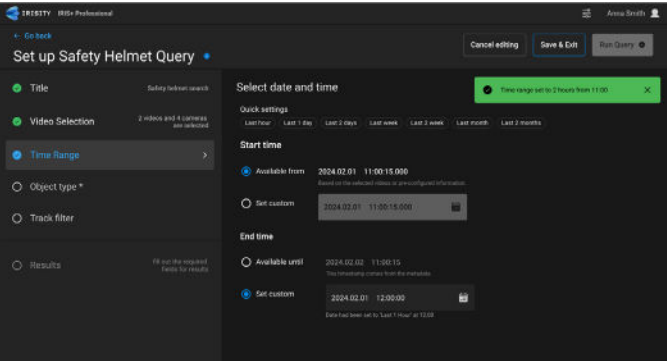 IRISITY IRIS+ Professional
Anna Smith
← Go back
Set up Safety Helmet Query
Cancel editing
Save & Exit
Run Query
Title
Safety helmet search
Video Selection
2 videos and 4 cameras
are selected
Time Range
Object type *
Track filter
Results
Fill out the required
fields for results
Select date and time
Time range set to 2 hours from 11:00
Quick settings
Last hour Last 1 day Last 2 days Last week Last 2 week Last month Last 2 months
Start time
Available from 2024.02.01 11:00:15.000
Based on the selected videos or pre-configured information.
Set custom 2024.02.01 11:00:15.000
End time
Available until 2024.02.02 11:00:15
This timestamp comes from the metadata.
Set custom 2024.02.01 12:00:00
Date had been set to 'Last 1 Hour' at 12:00